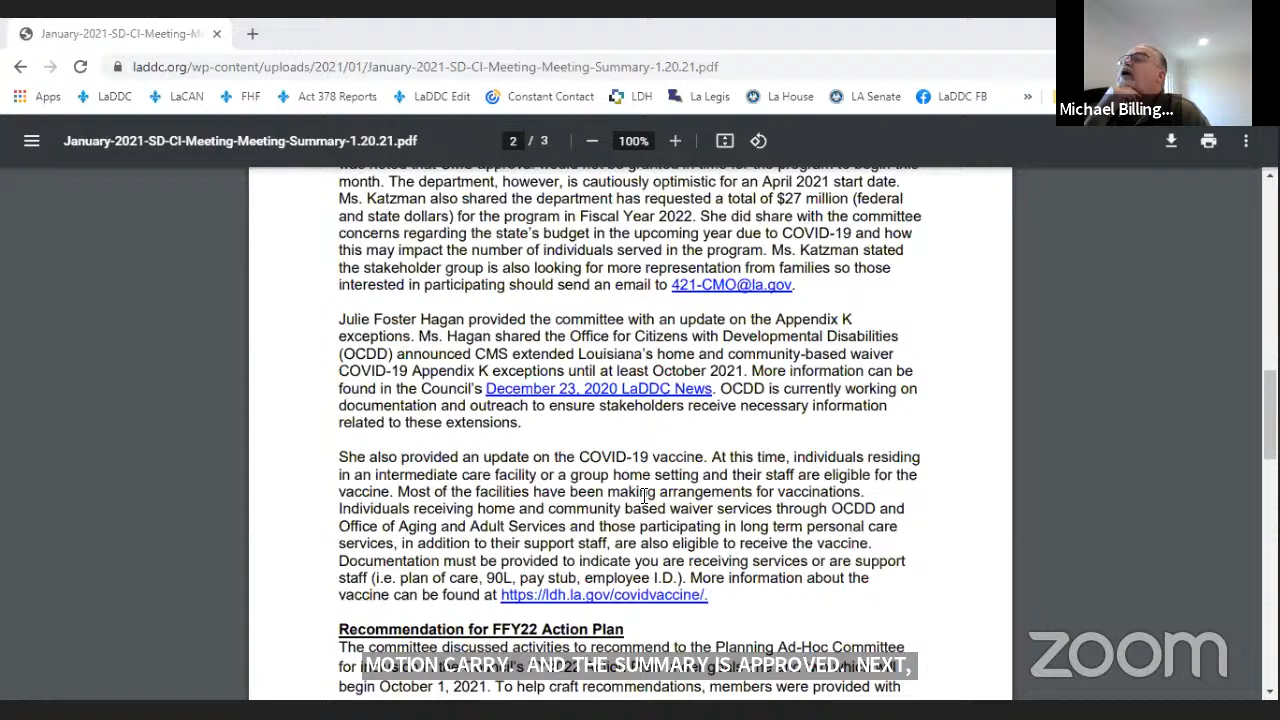 January-2021-SD-CI-Meeting-M
laddc.org/wp-content/uploads/2021/01/January-2021-SD-CI-Meeting-Meeting-Summary-1.20.21.pdf
Apps LaDDC LaCAN FHF Act 378 Reports LaDDC Edit Constant Contact LDH La Legis La House LA Senate LaDDC FB »
Michael Billing...
January-2021-SD-CI-Meeting-Meeting-Summary-1.20.21.pdf 2 / 3 100%
month. The department, however, is cautiously optimistic for an April 2021 start date.
Ms. Katzman also shared the department has requested a total of $27 million (federal
and state dollars) for the program in Fiscal Year 2022. She did share with the committee
concerns regarding the state's budget in the upcoming year due to COVID-19 and how
this may impact the number of individuals served in the program. Ms. Katzman stated
the stakeholder group is also looking for more representation from families so those
interested in participating should send an email to 421-CMO@la.gov.
Julie Foster Hagan provided the committee with an update on the Appendix K
exceptions. Ms. Hagan shared the Office for Citizens with Developmental Disabilities
(OCDD) announced CMS extended Louisiana's home and community-based waiver
COVID-19 Appendix K exceptions until at least October 2021. More information can be
found in the Council's December 23, 2020 LaDDC News. OCDD is currently working on
documentation and outreach to ensure stakeholders receive necessary information
related to these extensions.
She also provided an update on the COVID-19 vaccine. At this time, individuals residing
in an intermediate care facility or a group home setting and their staff are eligible for the
vaccine. Most of the facilities have been making arrangements for vaccinations.
Individuals receiving home and community based waiver services through OCDD and
Office of Aging and Adult Services and those participating in long term personal care
services, in addition to their support staff, are also eligible to receive the vaccine.
Documentation must be provided to indicate you are receiving services or are support
staff (i.e. plan of care, 90L, pay stub, employee I.D.). More information about the
vaccine can be found at https://ldh.la.gov/covidvaccine/.
Recommendation for FFY22 Action Plan
The committee discussed activities to recommend to the Planning Ad-Hoc Committee
MOTION CARRY. AND THE SUMMARY IS APPROVED. NEXT,
begin October 1, 2021. To help craft recommendations, members were provided with
zoom